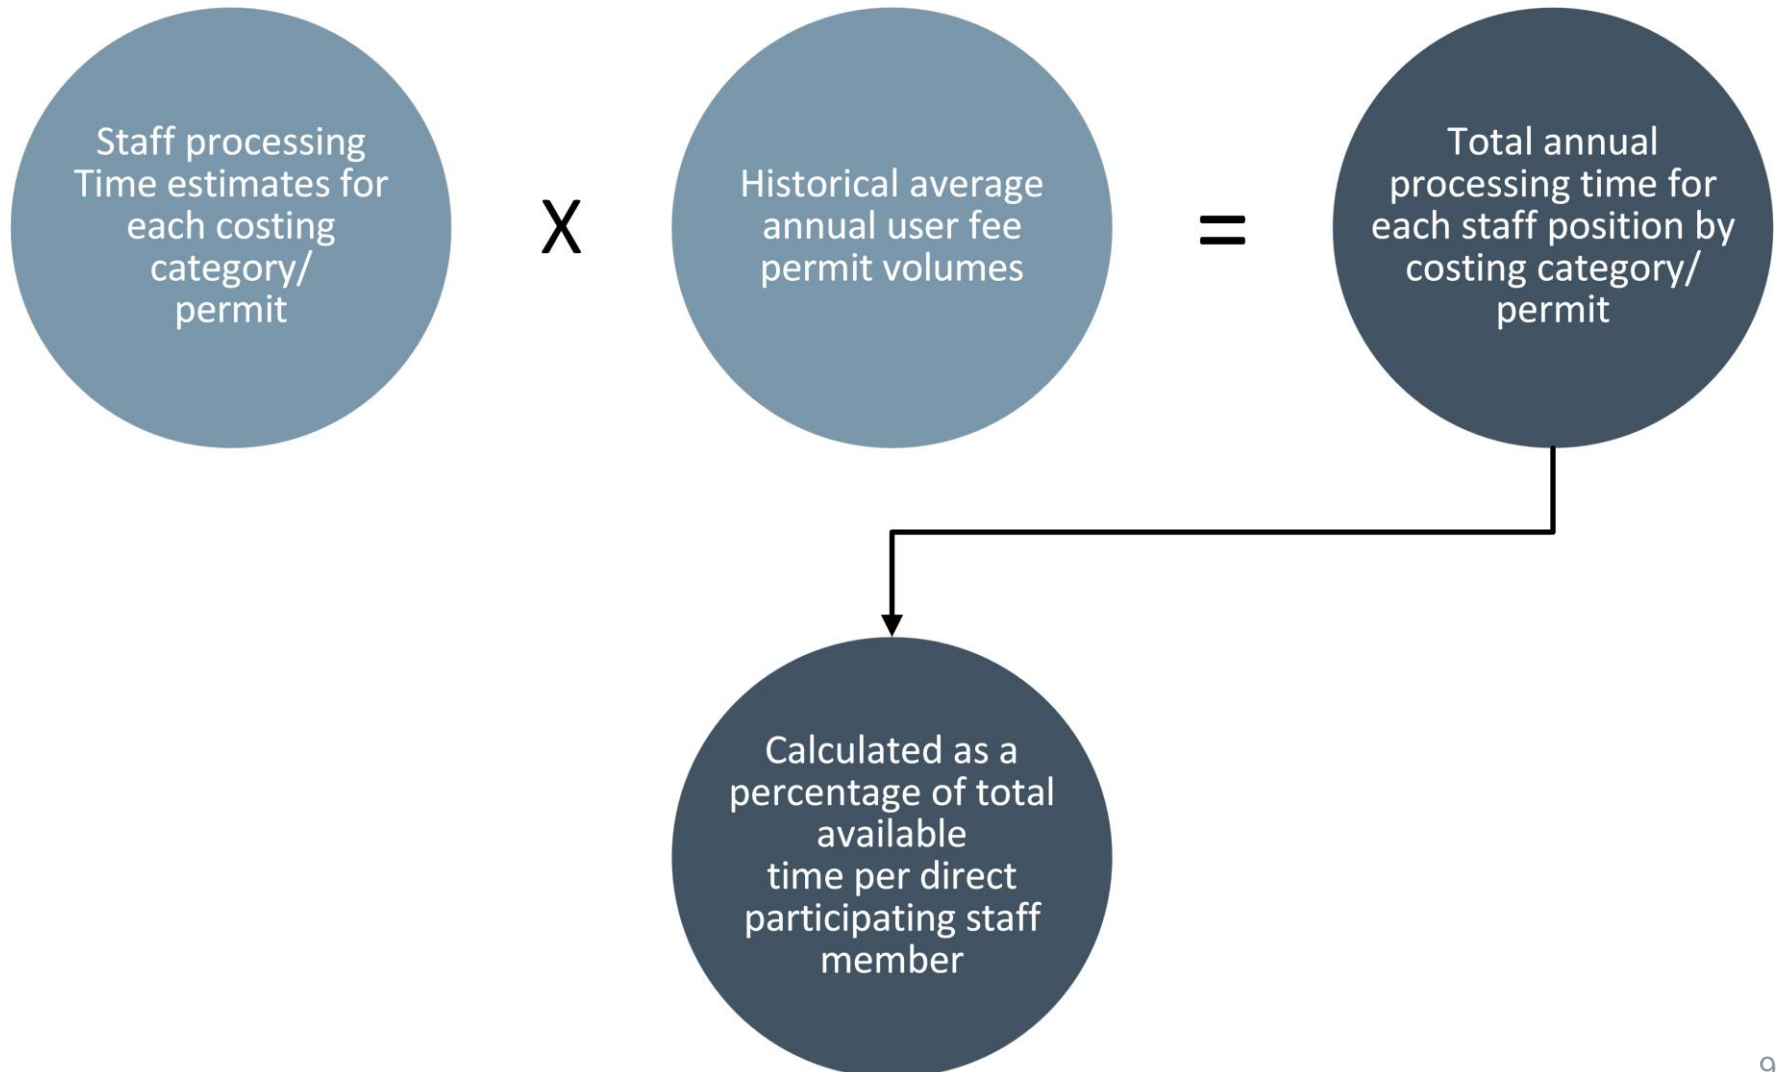 Staff processing
Time estimates for
each costing
category/
permit
X
Historical average
annual user fee
permit volumes
=
Total annual
processing time for
each staff position by
costing category/
permit
Calculated as a
percentage of total
available
time per direct
participating staff
member
9